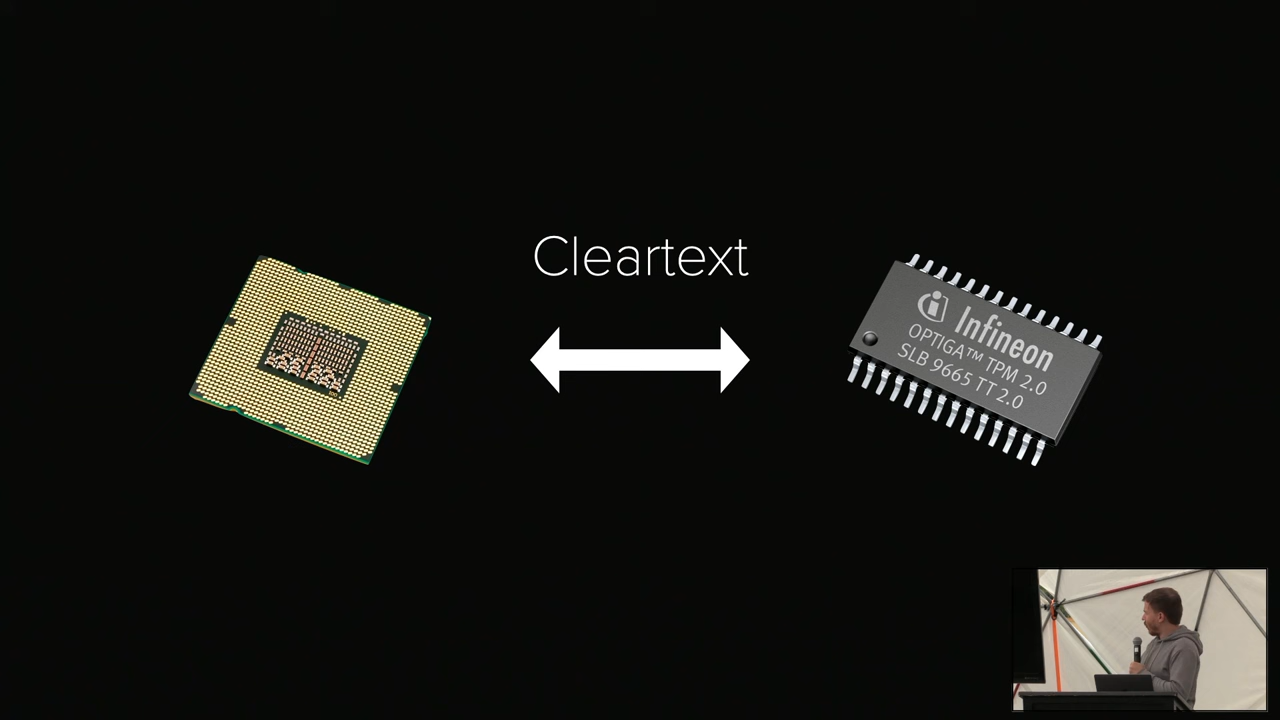 Cleartext
Infineon
OPTIGA™ TPM 2.0
SLB 9665 TT 2.0